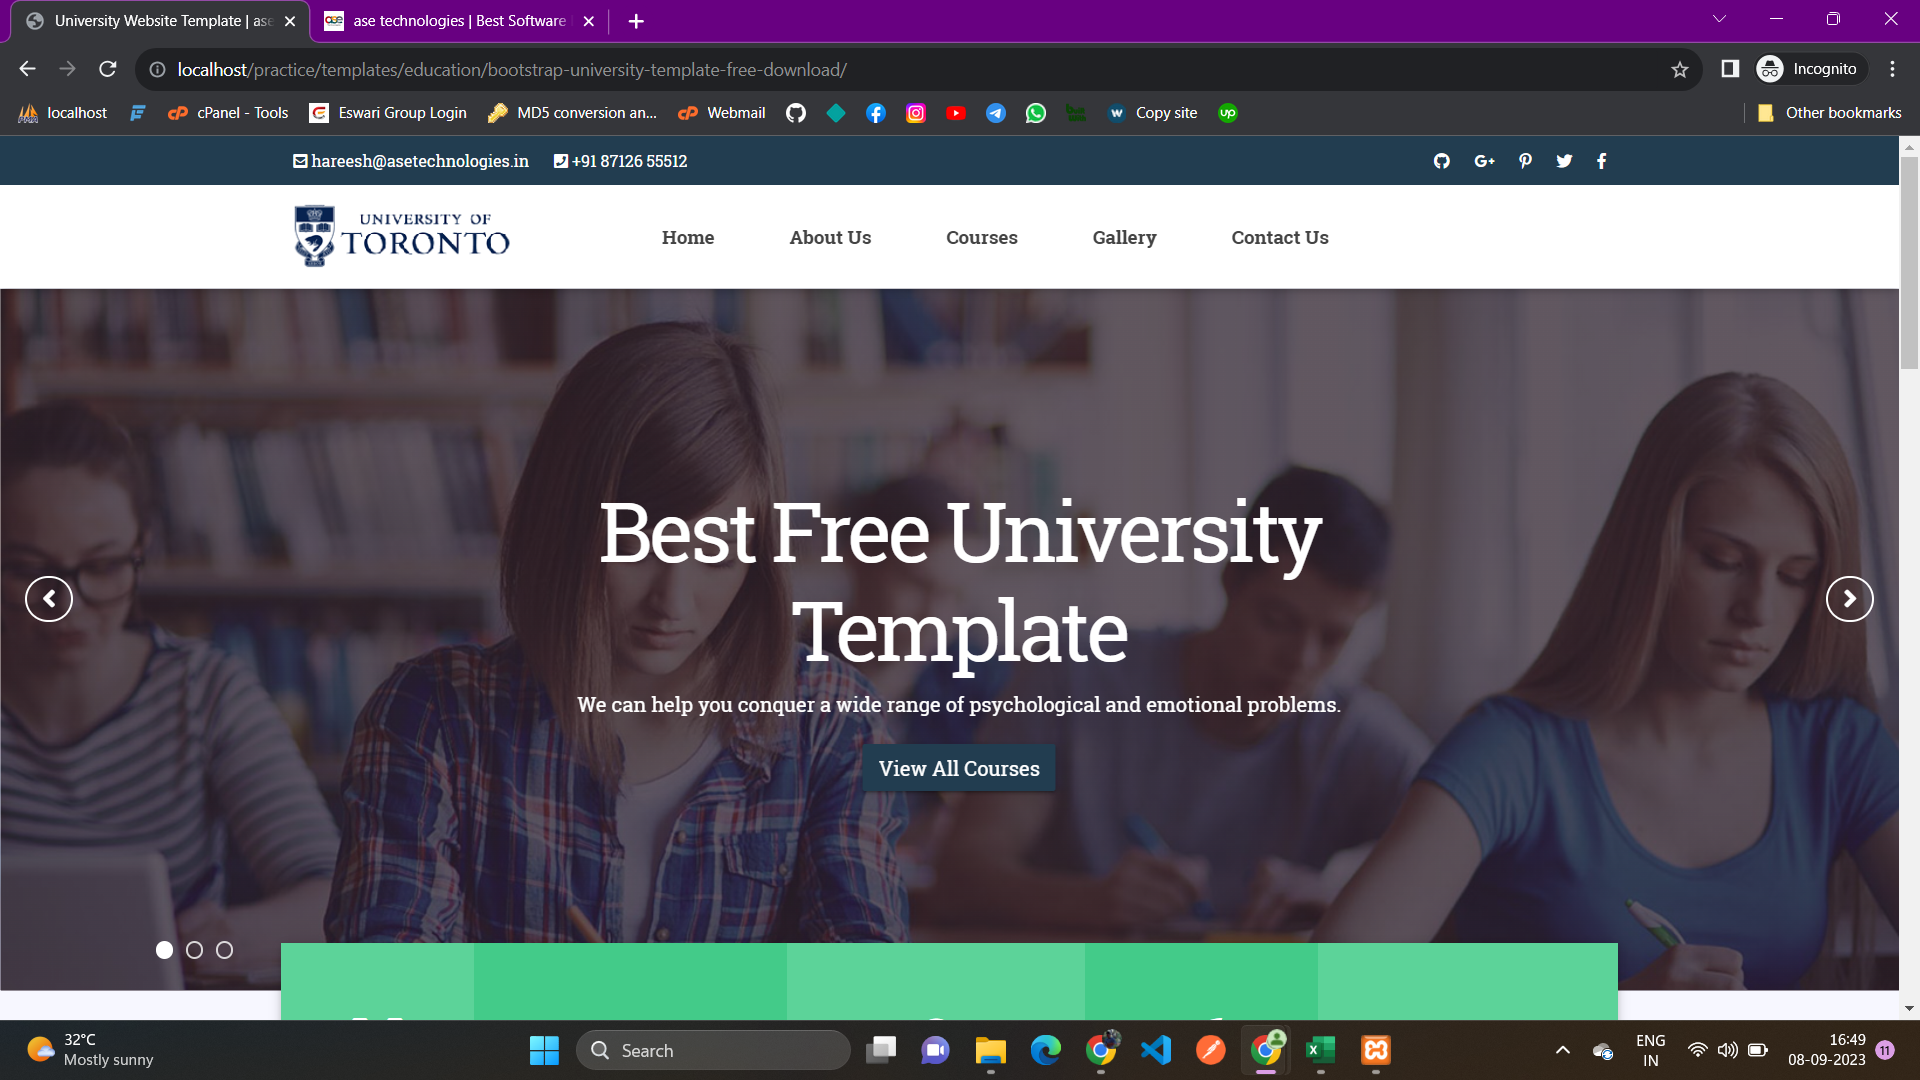 University Website Template | ase
ase technologies | Best Software
localhost/practice/templates/education/bootstrap-university-template-free-download/
Incognito
localhost
cPanel - Tools
Eswari Group Login
MD5 conversion an...
Webmail
Copy site
Other bookmarks
hareesh@asetechnologies.in
+91 87126 55512
UNIVERSITY OF
TORONTO
Home
About Us
Courses
Gallery
Contact Us
Best Free University
Template
We can help you conquer a wide range of psychological and emotional problems.
View All Courses
32°C
Mostly sunny
Search
ENG
IN
16:49
08-09-2023
11